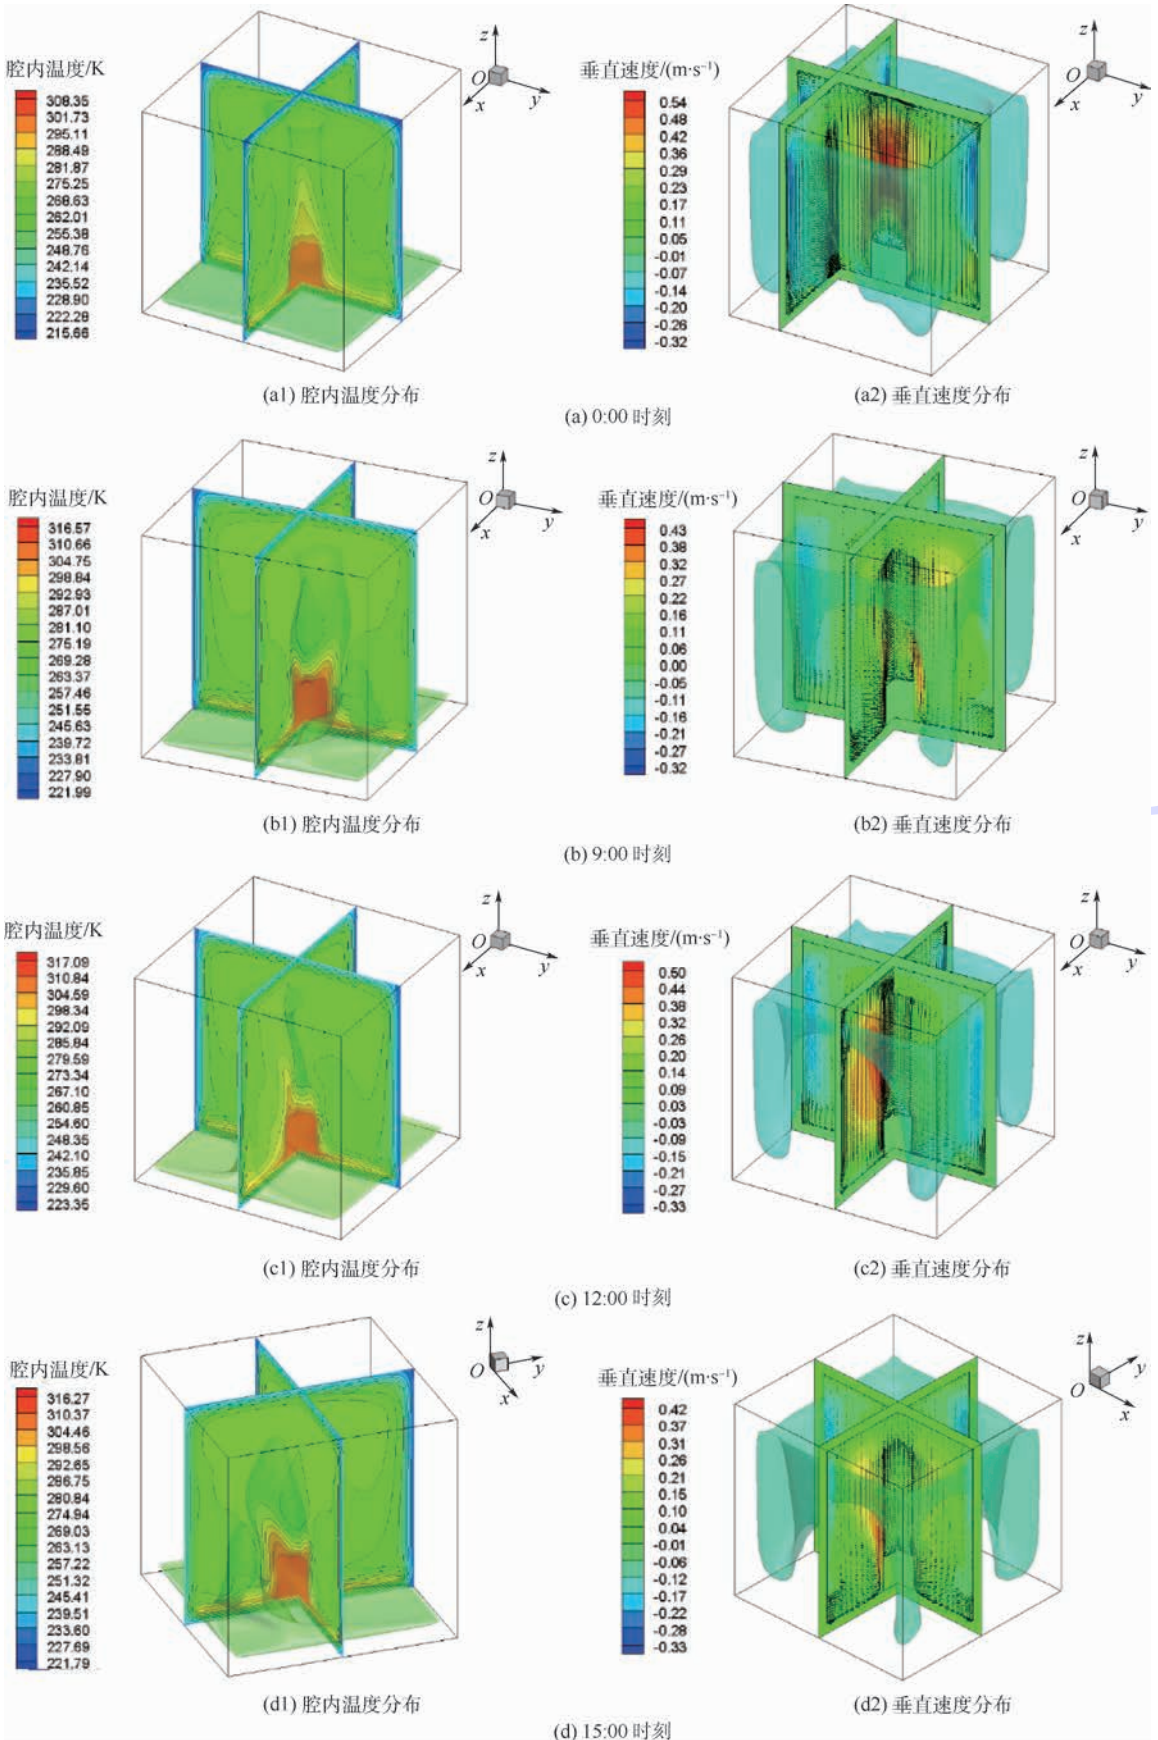 腔内温度/K
308.35
301.73
295.11
288.49
281.87
275.25
268.63
262.01
255.38
248.76
242.14
235.52
228.90
222.28
215.66
z
O
x
y
(a1) 腔内温度分布
垂直速度/(m·s⁻¹)
0.54
0.48
0.42
0.36
0.29
0.23
0.17
0.11
0.05
-0.01
-0.07
-0.14
-0.20
-0.26
-0.32
z
O
x
y
(a2) 垂直速度分布
(a) 0:00 时刻
腔内温度/K
316.57
310.66
304.75
298.84
292.93
287.01
281.10
275.19
269.28
263.37
257.46
251.55
245.63
239.72
233.81
227.90
221.99
z
O
x
y
(b1) 腔内温度分布
垂直速度/(m·s⁻¹)
0.43
0.38
0.32
0.27
0.22
0.16
0.11
0.06
0.00
-0.05
-0.11
-0.16
-0.21
-0.27
-0.32
z
O
x
y
(b2) 垂直速度分布
(b) 9:00 时刻
腔内温度/K
317.09
310.84
304.59
298.34
292.09
285.84
279.59
273.34
267.10
260.85
254.60
248.35
242.10
235.85
229.60
223.35
z
O
x
y
(c1) 腔内温度分布
垂直速度/(m·s⁻¹)
0.50
0.44
0.38
0.32
0.26
0.20
0.14
0.09
0.03
-0.03
-0.09
-0.15
-0.21
-0.27
-0.33
z
O
x
y
(c2) 垂直速度分布
(c) 12:00 时刻
腔内温度/K
316.27
310.37
304.46
298.56
292.65
286.75
280.84
274.94
269.03
263.13
257.22
251.32
245.41
239.51
233.60
227.69
221.79
z
O
y
x
(d1) 腔内温度分布
垂直速度/(m·s⁻¹)
0.42
0.37
0.31
0.26
0.21
0.15
0.10
0.04
-0.01
-0.06
-0.12
-0.17
-0.22
-0.28
-0.33
z
O
y
x
(d2) 垂直速度分布
(d) 15:00 时刻